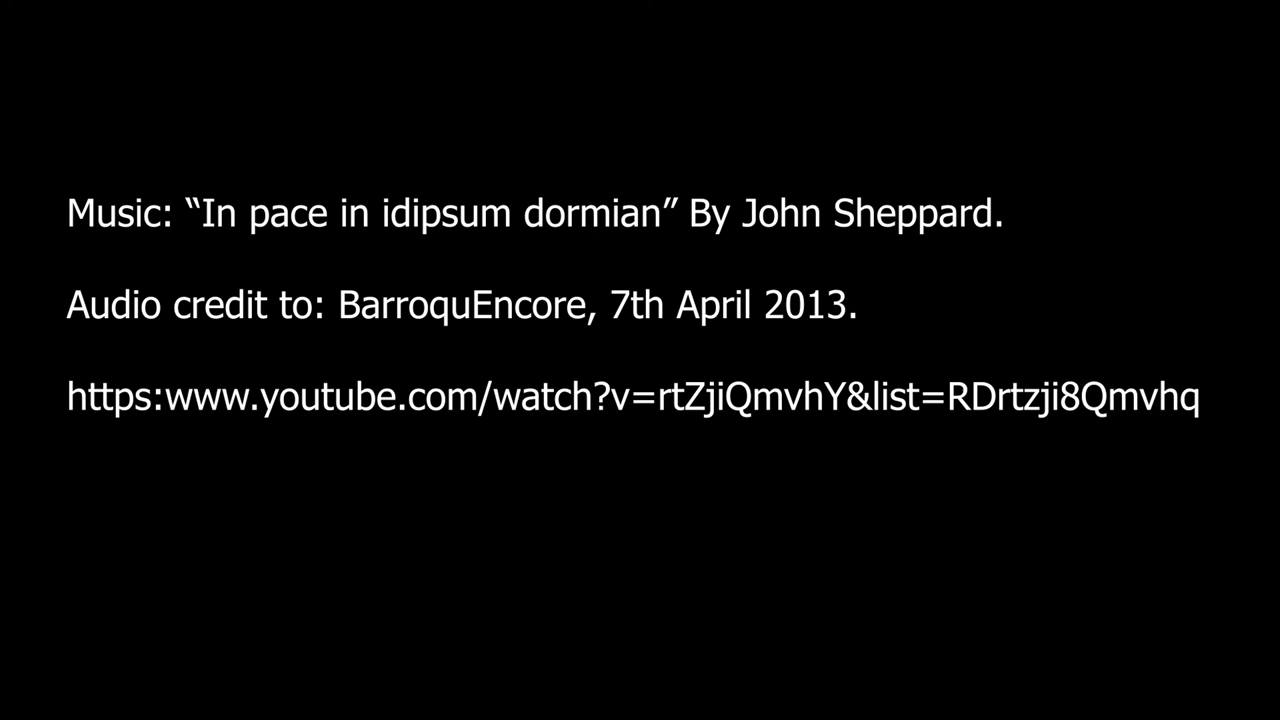 Music: “In pace in idipsum dormian” By John Sheppard.
Audio credit to: BarroquEncore, 7th April 2013.
https:www.youtube.com/watch?v=rtZjiQmvhY&list=RDrtzji8Qmvhq